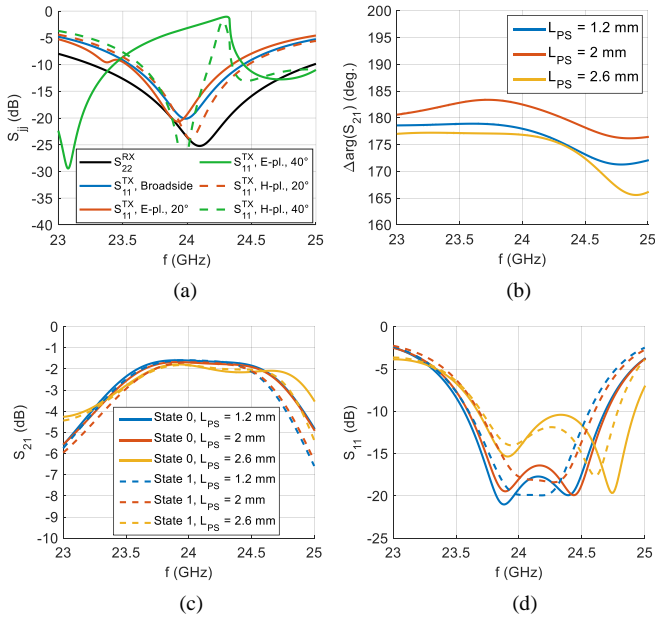 0
-5
-10
-15
-20
-25
-30
-35
-40
S_jj (dB)
S_22^RX
S_11^TX, Broadside
S_11^TX, E-pl., 20°
S_11^TX, E-pl., 40°
S_11^TX, H-pl., 20°
S_11^TX, H-pl., 40°
23 23.5 24 24.5 25
f (GHz)
(a)
200
195
190
185
180
175
170
165
160
Δarg(S_21) (deg.)
L_PS = 1.2 mm
L_PS = 2 mm
L_PS = 2.6 mm
23 23.5 24 24.5 25
f (GHz)
(b)
0
-1
-2
-3
-4
-5
-6
-7
-8
-9
-10
S_21 (dB)
State 0, L_PS = 1.2 mm
State 0, L_PS = 2 mm
State 0, L_PS = 2.6 mm
State 1, L_PS = 1.2 mm
State 1, L_PS = 2 mm
State 1, L_PS = 2.6 mm
23 23.5 24 24.5 25
f (GHz)
(c)
0
-5
-10
-15
-20
-25
S_11 (dB)
23 23.5 24 24.5 25
f (GHz)
(d)